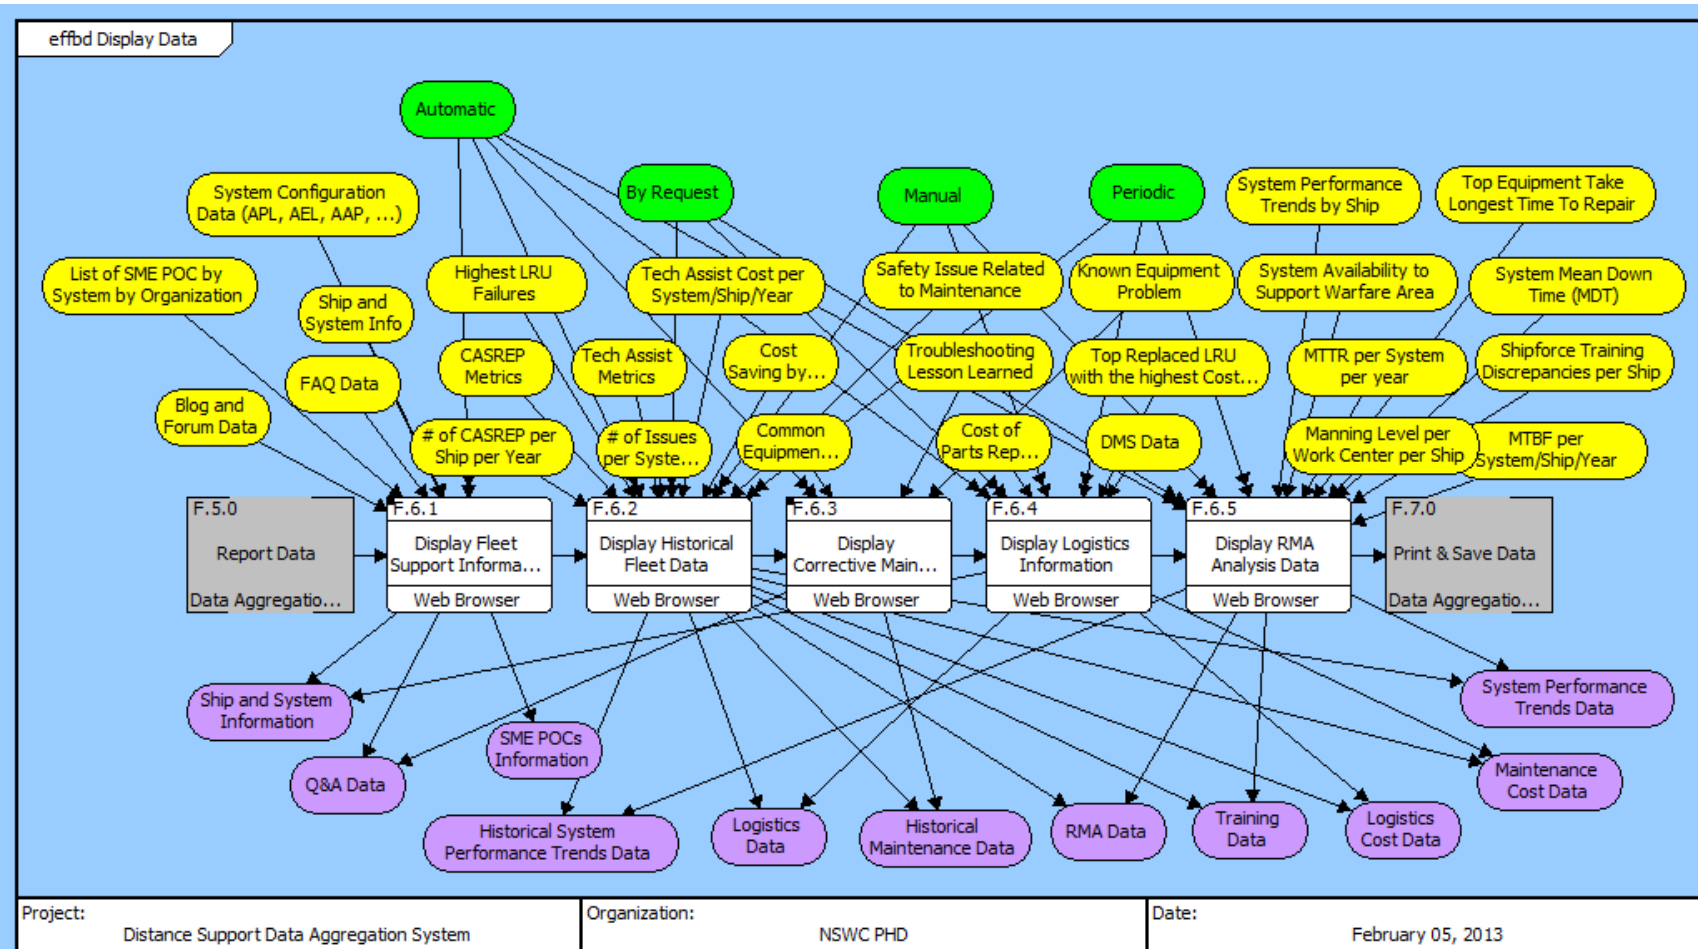 effbd Display Data
Automatic
By Request
Manual
Periodic
System Configuration
Data (APL, AEL, AAP, ...)
System Performance
Trends by Ship
Top Equipment Take
Longest Time To Repair
List of SME POC by
System by Organization
Ship and
System Info
Highest LRU
Failures
Tech Assist Cost per
System/Ship/Year
Safety Issue Related
to Maintenance
Known Equipment
Problem
System Availability to
Support Warfare Area
System Mean Down
Time (MDT)
FAQ Data
CASREP
Metrics
Tech Assist
Metrics
Cost
Saving by...
Troubleshooting
Lesson Learned
Top Replaced LRU
with the highest Cost...
MTTR per System
per year
Shipforce Training
Discrepancies per Ship
Blog and
Forum Data
# of CASREP per
Ship per Year
# of Issues
per Syste...
Common
Equipmen...
Cost of
Parts Rep...
DMS Data
Manning Level per
Work Center per Ship
MTBF per
System/Ship/Year
F.5.0
Report Data
Data Aggregatio...
F.6.1
Display Fleet
Support Informa...
Web Browser
F.6.2
Display Historical
Fleet Data
Web Browser
F.6.3
Display
Corrective Main...
Web Browser
F.6.4
Display Logistics
Information
Web Browser
F.6.5
Display RMA
Analysis Data
Web Browser
F.7.0
Print & Save Data
Data Aggregatio...
Ship and System
Information
SME POCs
Information
Q&A Data
System Performance
Trends Data
Maintenance
Cost Data
Historical System
Performance Trends Data
Logistics
Data
Historical
Maintenance Data
RMA Data
Training
Data
Logistics
Cost Data
Project:
Distance Support Data Aggregation System
Organization:
NSWC PHD
Date:
February 05, 2013